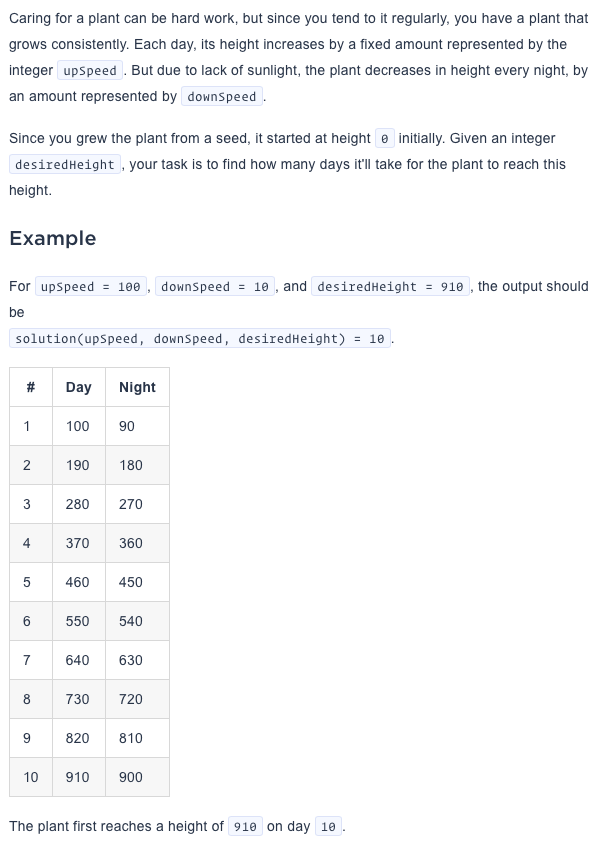 Caring for a plant can be hard work, but since you tend to it regularly, you have a plant that
grows consistently. Each day, its height increases by a fixed amount represented by the
integer upSpeed. But due to lack of sunlight, the plant decreases in height every night, by
an amount represented by downSpeed.
Since you grew the plant from a seed, it started at height 0 initially. Given an integer
desiredHeight, your task is to find how many days it'll take for the plant to reach this
height.
Example
For upSpeed = 100, downSpeed = 10, and desiredHeight = 910, the output should
be
solution(upSpeed, downSpeed, desiredHeight) = 10.
# Day Night
1 100 90
2 190 180
3 280 270
4 370 360
5 460 450
6 550 540
7 640 630
8 730 720
9 820 810
10 910 900
The plant first reaches a height of 910 on day 10.